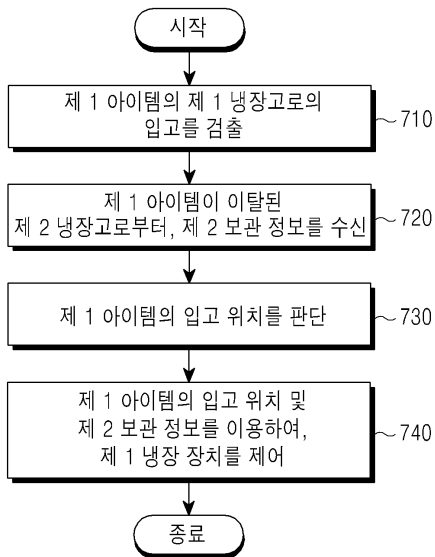 시작
제 1 아이템의 제 1 냉장고로의
입고를 검출
710
제 1 아이템이 이탈된
제 2 냉장고로부터, 제 2 보관 정보를 수신
720
제 1 아이템의 입고 위치를 판단
730
제 1 아이템의 입고 위치 및
제 2 보관 정보를 이용하여,
제 1 냉장 장치를 제어
740
종료